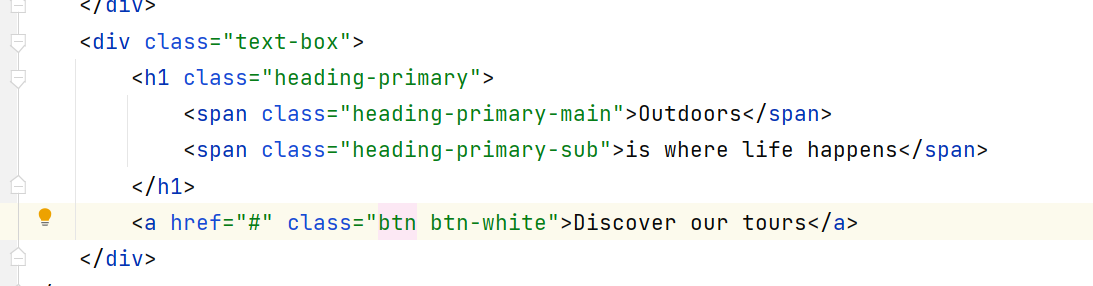 </div>
<div class="text-box">
<h1 class="heading-primary">
<span class="heading-primary-main">Outdoors</span>
<span class="heading-primary-sub">is where life happens</span>
</h1>
<a href="#" class="btn btn-white">Discover our tours</a>
</div>